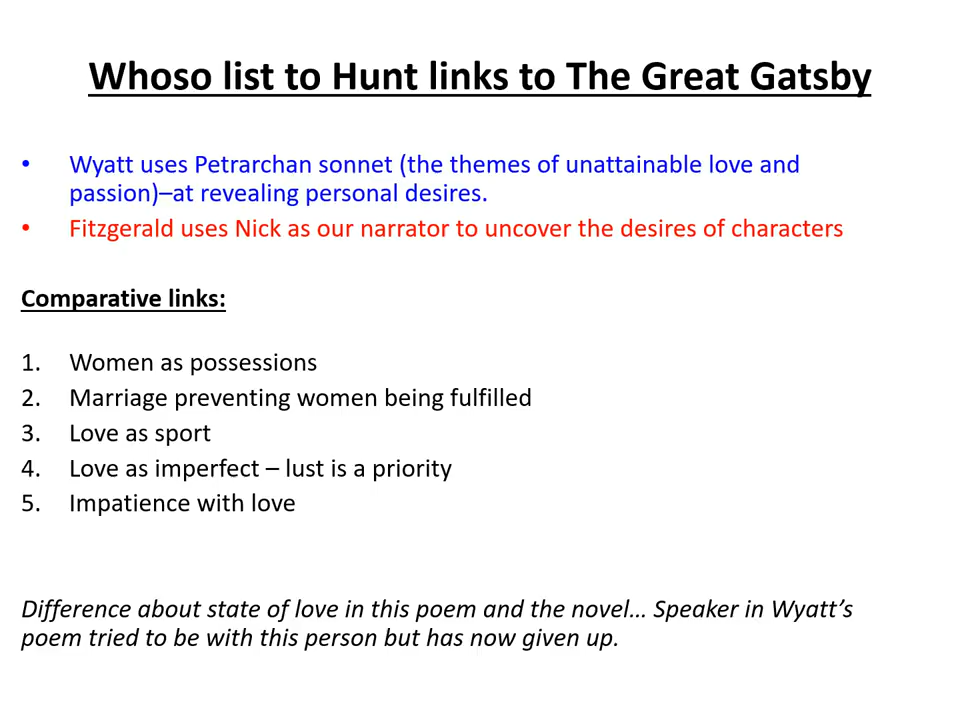 Whoso list to Hunt links to The Great Gatsby
• Wyatt uses Petrarchan sonnet (the themes of unattainable love and
passion)–at revealing personal desires.
• Fitzgerald uses Nick as our narrator to uncover the desires of characters
Comparative links:
1. Women as possessions
2. Marriage preventing women being fulfilled
3. Love as sport
4. Love as imperfect – lust is a priority
5. Impatience with love
Difference about state of love in this poem and the novel… Speaker in Wyatt’s
poem tried to be with this person but has now given up.